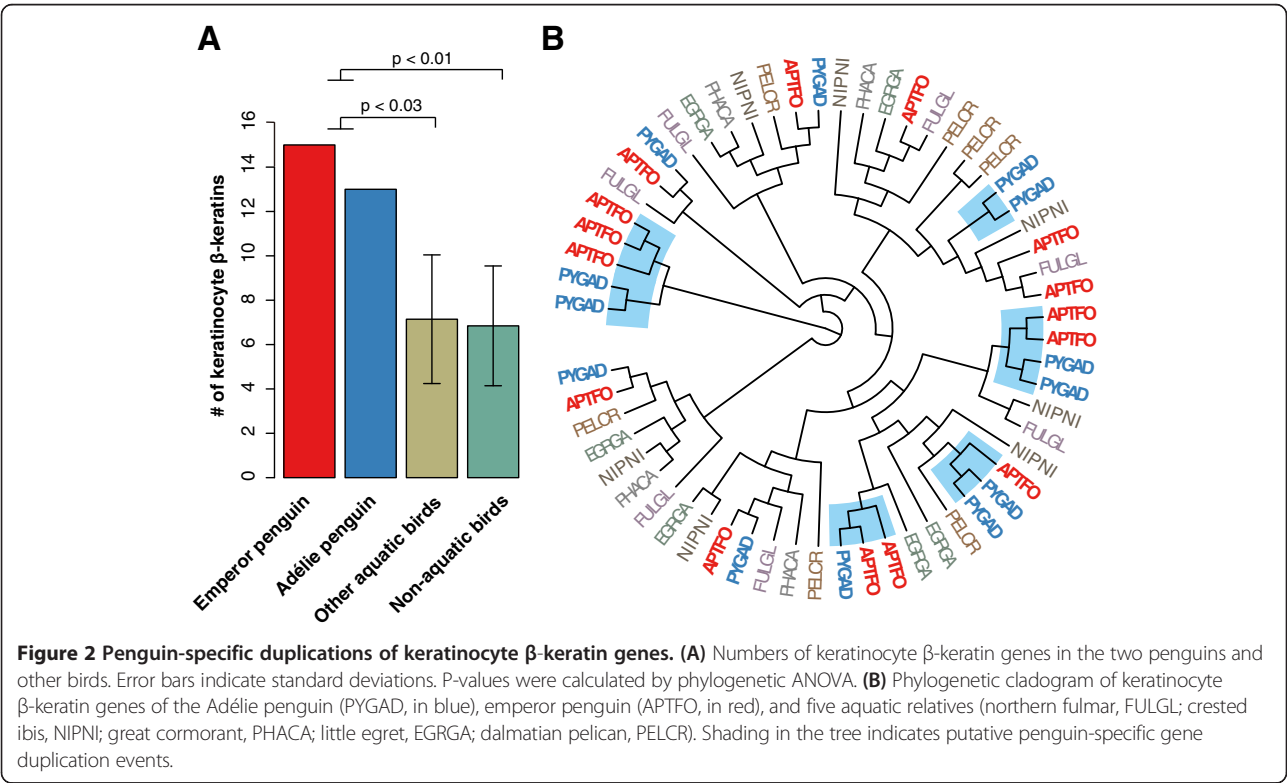 A
B
p < 0.01
p < 0.03
# of keratinocyte β-keratins
16
14
12
10
8
6
4
2
0
Emperor penguin
Adélie penguin
Other aquatic birds
Non-aquatic birds
PYGAD
APTFO
FULGL
APTFO
APTFO
APTFO
PYGAD
PYGAD
FULGL
EGRGA
PHACA
NIPNI
PELCR
APTFO
PYGAD
NIPNI
PHACA
EGRGA
APTFO
FULGL
PELCR
PELCR
PELCR
PYGAD
PYGAD
NIPNI
APTFO
FULGL
APTFO
APTFO
APTFO
PYGAD
PYGAD
NIPNI
FULGL
NIPNI
APTFO
PYGAD
PYGAD
PELCR
EGRGA
EGRGA
APTFO
APTFO
PYGAD
PELCR
PHACA
FULGL
PYGAD
APTFO
NIPNI
EGRGA
FULGL
PHACA
NIPNI
EGRGA
PELCR
APTFO
PYGAD
Figure 2 Penguin-specific duplications of keratinocyte β-keratin genes. (A) Numbers of keratinocyte β-keratin genes in the two penguins and
other birds. Error bars indicate standard deviations. P-values were calculated by phylogenetic ANOVA. (B) Phylogenetic cladogram of keratinocyte
β-keratin genes of the Adélie penguin (PYGAD, in blue), emperor penguin (APTFO, in red), and five aquatic relatives (northern fulmar, FULGL; crested
ibis, NIPNI; great cormorant, PHACA; little egret, EGRGA; dalmatian pelican, PELCR). Shading in the tree indicates putative penguin-specific gene
duplication events.